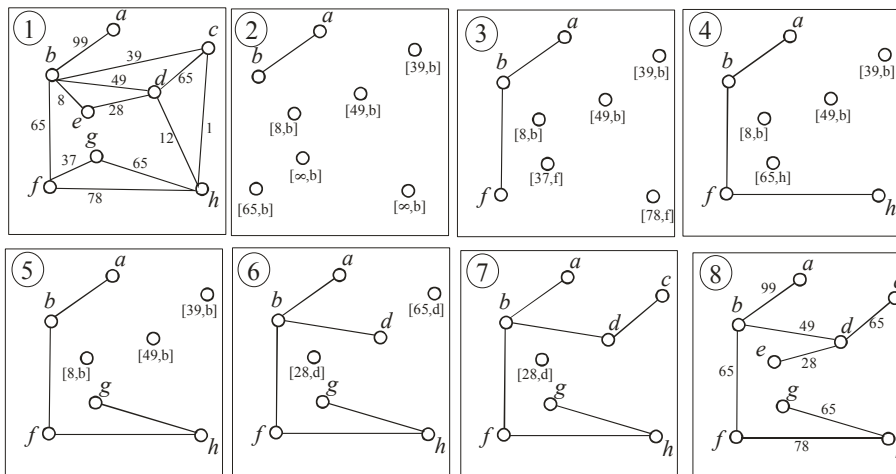 1
a
c
99
39
b
49
d
65
8
28
e
65
g
12
1
37
65
f
78
h
2
a
b
[39,b]
[49,b]
[8,b]
[∞,b]
[65,b]
[∞,b]
3
a
b
[39,b]
[49,b]
[8,b]
[37,f]
f
[78,f]
4
a
b
[39,b]
[49,b]
[8,b]
[65,h]
f
h
5
a
b
[39,b]
[49,b]
[8,b]
g
f
h
6
a
b
[65,d]
d
[28,d]
g
f
h
7
a
c
b
d
[28,d]
g
f
h
8
a
99
b
49
d
65
e
28
65
g
65
f
78